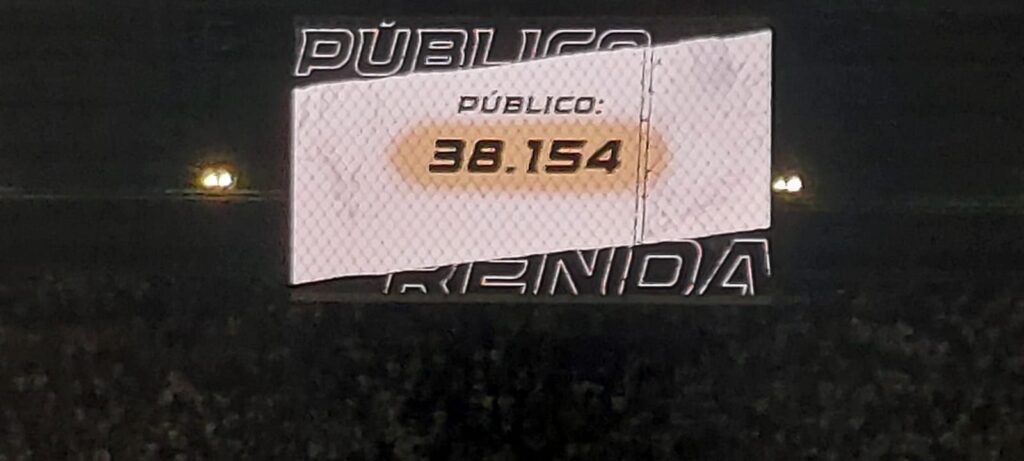 PÚBLICO
PÚBLICO:
38.154
RENDA